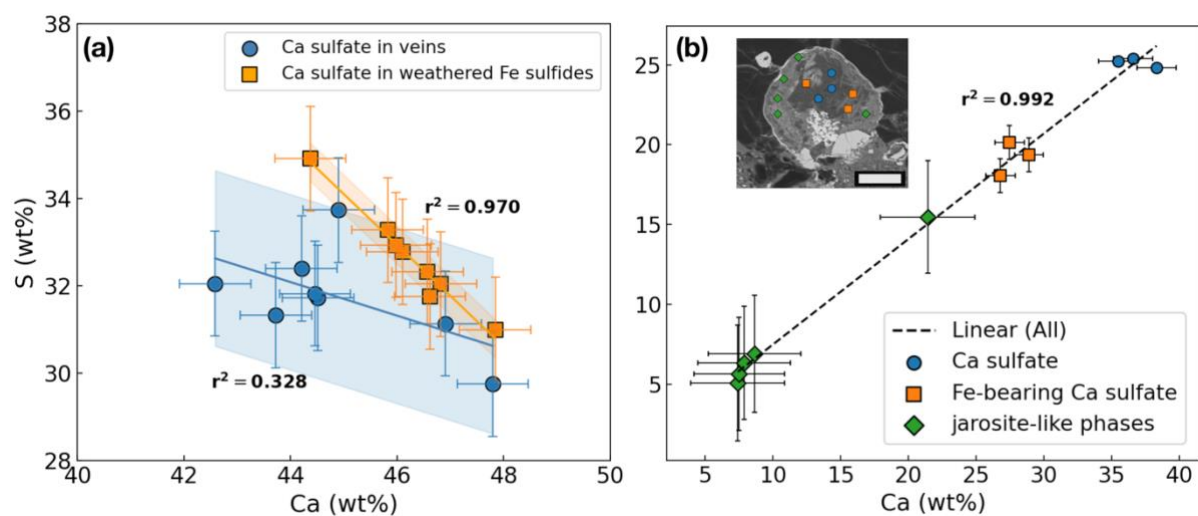 (a)
Ca sulfate in veins
Ca sulfate in weathered Fe sulfides
r² = 0.970
r² = 0.328
38
36
34
32
30
28
S (wt%)
40 42 44 46 48 50
Ca (wt%)
(b)
r² = 0.992
Linear (All)
Ca sulfate
Fe-bearing Ca sulfate
jarosite-like phases
25
20
15
10
5
5 10 15 20 25 30 35 40
Ca (wt%)